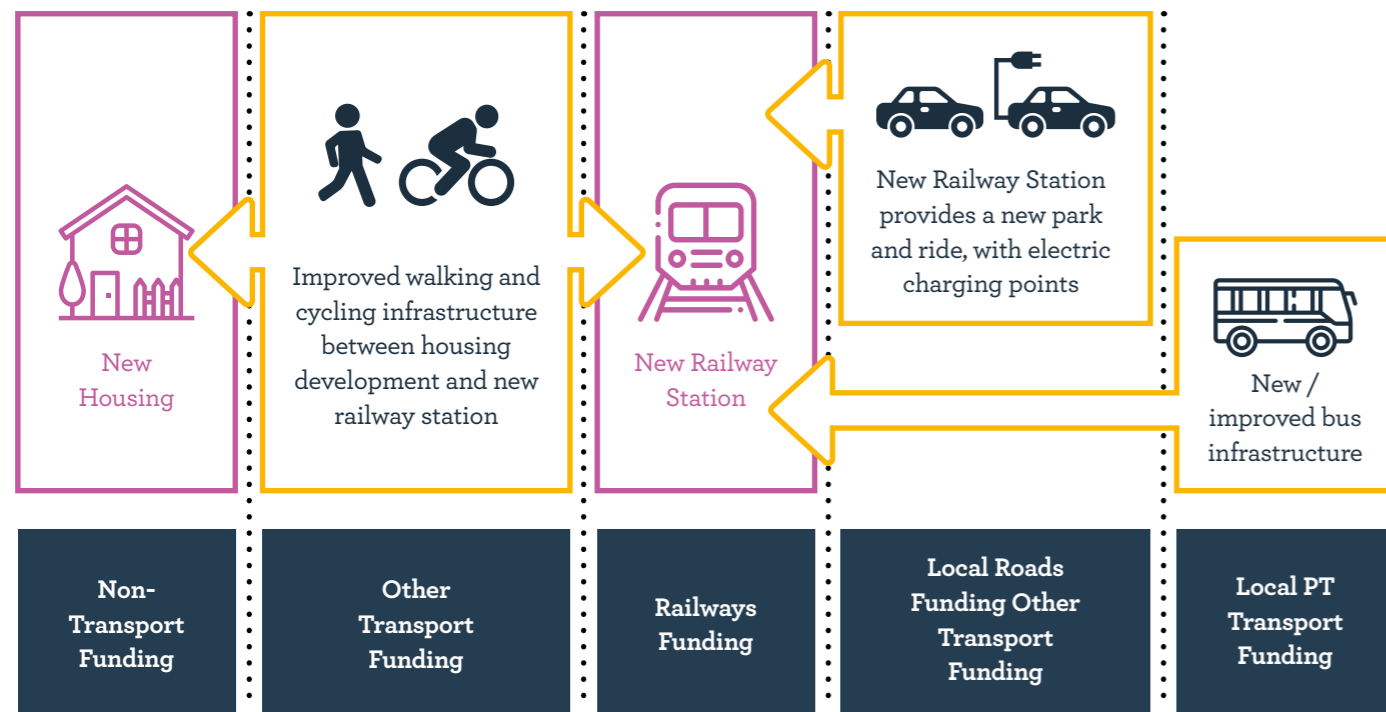 New
Housing
Improved walking and
cycling infrastructure
between housing
development and new
railway station
New Railway
Station
New Railway Station
provides a new park
and ride, with electric
charging points
New /
improved bus
infrastructure
Non-
Transport
Funding
Other
Transport
Funding
Railways
Funding
Local Roads
Funding Other
Transport
Funding
Local PT
Transport
Funding